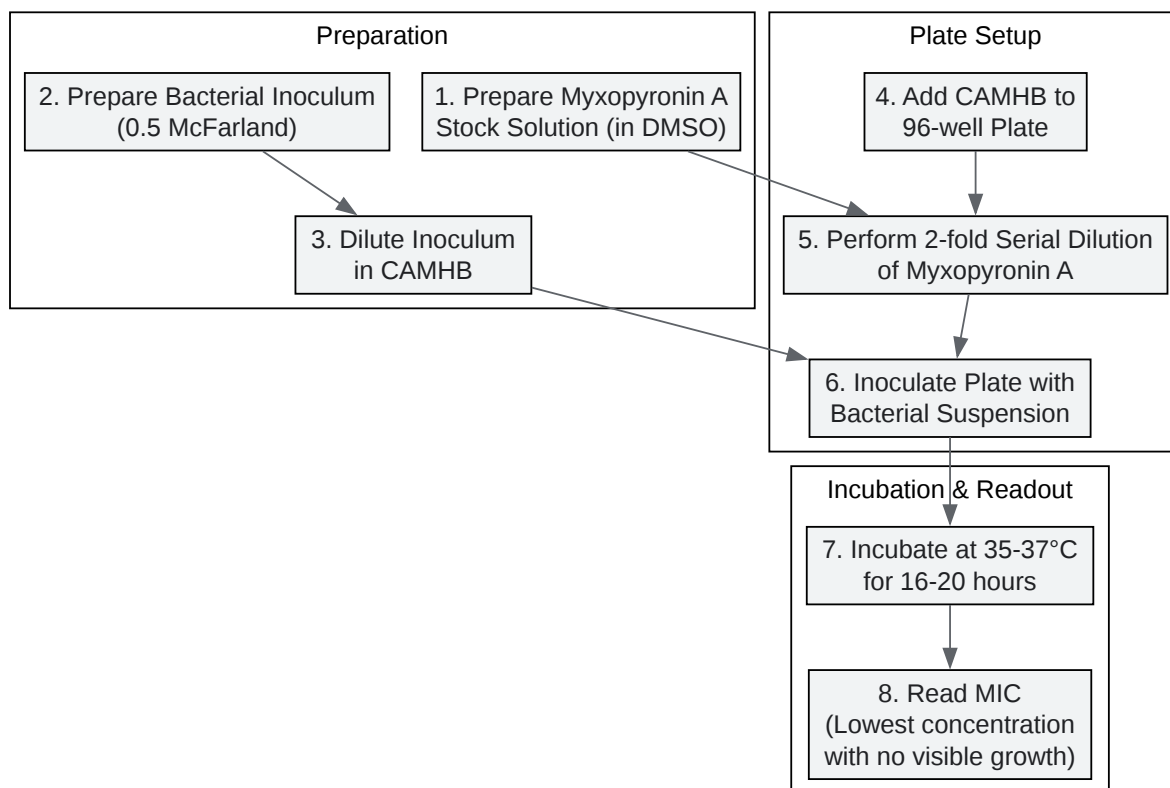 Preparation
2. Prepare Bacterial Inoculum
(0.5 McFarland)
1. Prepare Myxopyronin A
Stock Solution (in DMSO)
3. Dilute Inoculum
in CAMHB
Plate Setup
4. Add CAMHB to
96-well Plate
5. Perform 2-fold Serial Dilution
of Myxopyronin A
6. Inoculate Plate with
Bacterial Suspension
Incubation & Readout
7. Incubate at 35-37°C
for 16-20 hours
8. Read MIC
(Lowest concentration
with no visible growth)